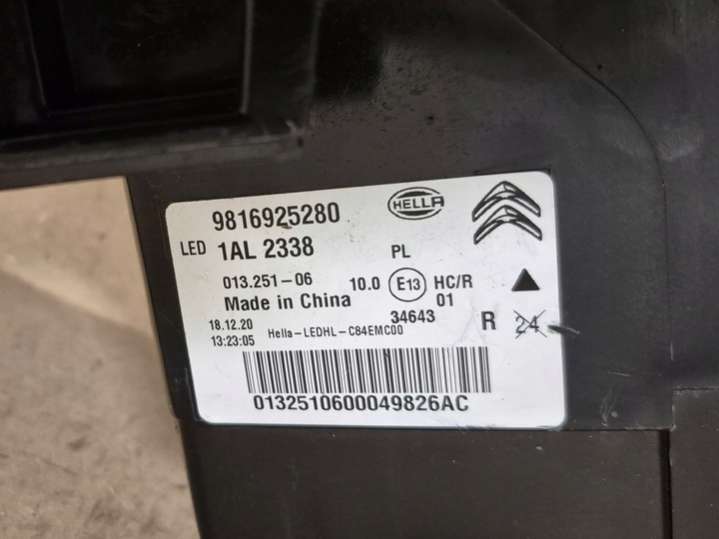 9816925280
HELLA
LED 1AL 2338
PL
013.251-06
10.0 E13 HC/R
Made in China
01
34643
18.12.20
13:23:05
Hella-LEDHL-C84EMC00
R 24
0132510600049826AC